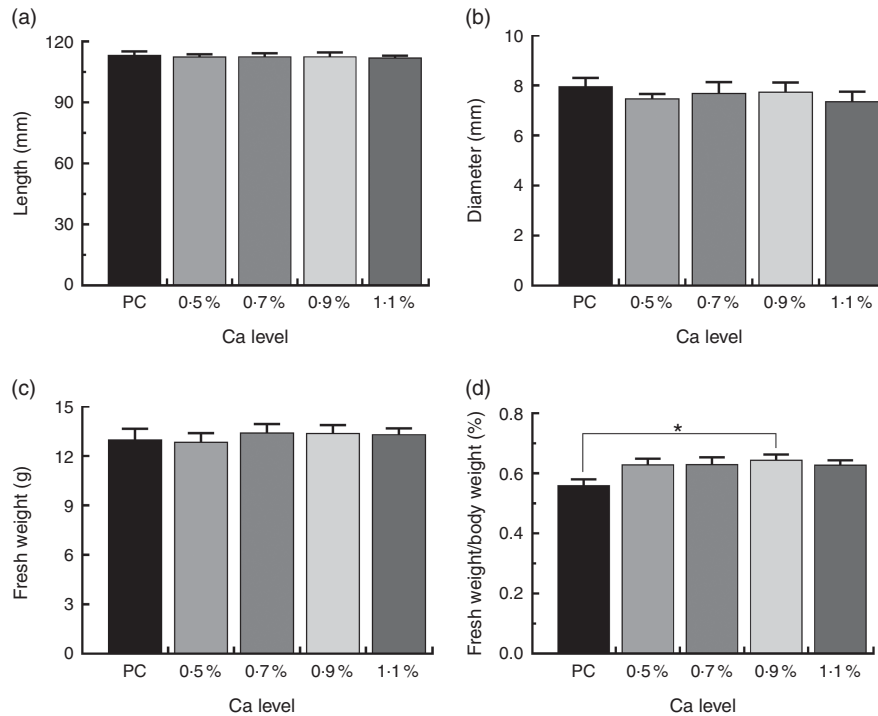 (a)
120
90
60
30
0
Length (mm)
PC 0·5 % 0·7 % 0·9 % 1·1 %
Ca level
(b)
10
8
6
4
2
0
Diameter (mm)
PC 0·5 % 0·7 % 0·9 % 1·1 %
Ca level
(c)
15
12
9
6
3
0
Fresh weight (g)
PC 0·5 % 0·7 % 0·9 % 1·1 %
Ca level
(d)
0.8
0.6
0.4
0.2
0.0
Fresh weight/body weight (%)
*
PC 0·5 % 0·7 % 0·9 % 1·1 %
Ca level